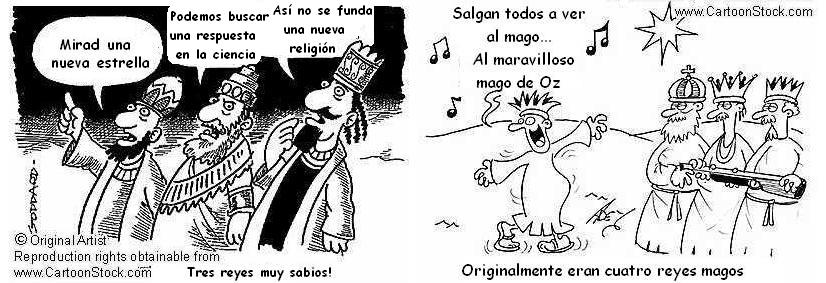 Mirad una
nueva estrella
Podemos buscar
una respuesta
en la ciencia
Así no se funda
una nueva
religión
© Original Artist
Reproduction rights obtainable from
www.CartoonStock.com
Tres reyes muy sabios!
© www.CartoonStock.com
Salgan todos a ver
al mago...
Al maravilloso
mago de Oz
Originalmente eran cuatro reyes magos